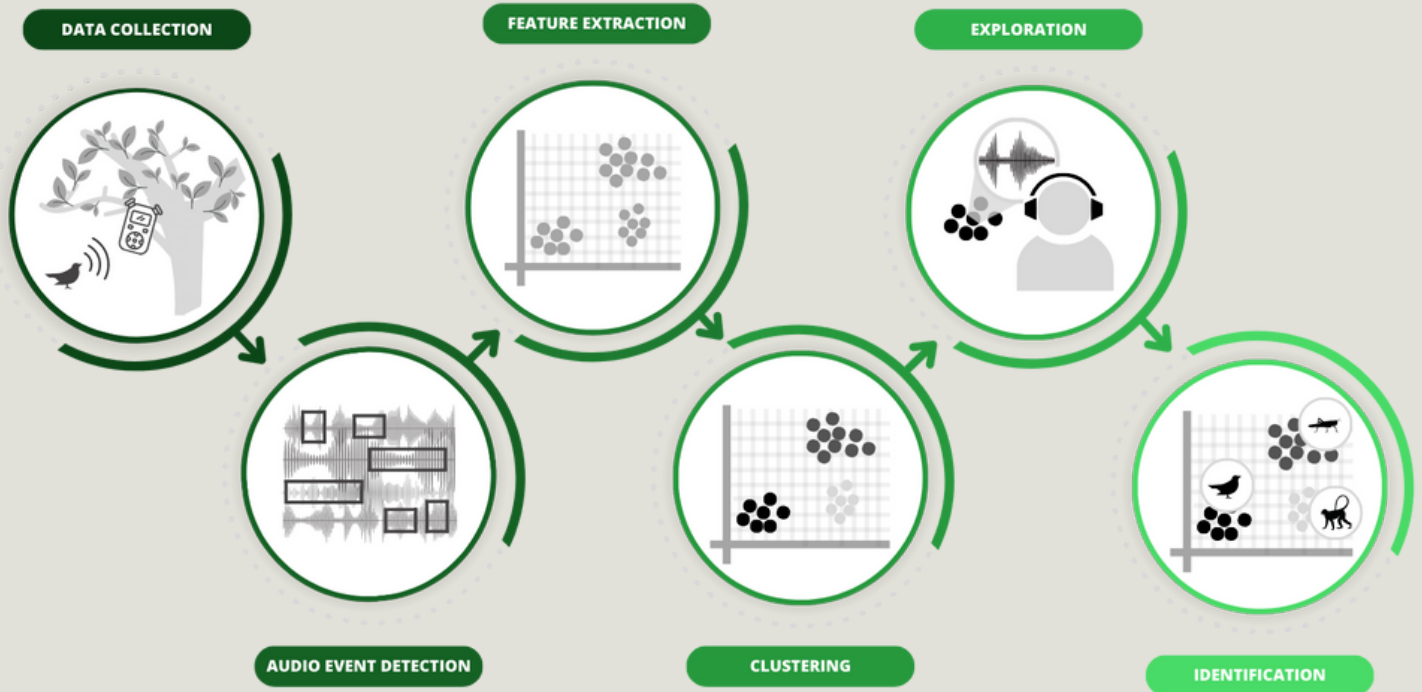 DATA COLLECTION
FEATURE EXTRACTION
EXPLORATION
AUDIO EVENT DETECTION
CLUSTERING
IDENTIFICATION